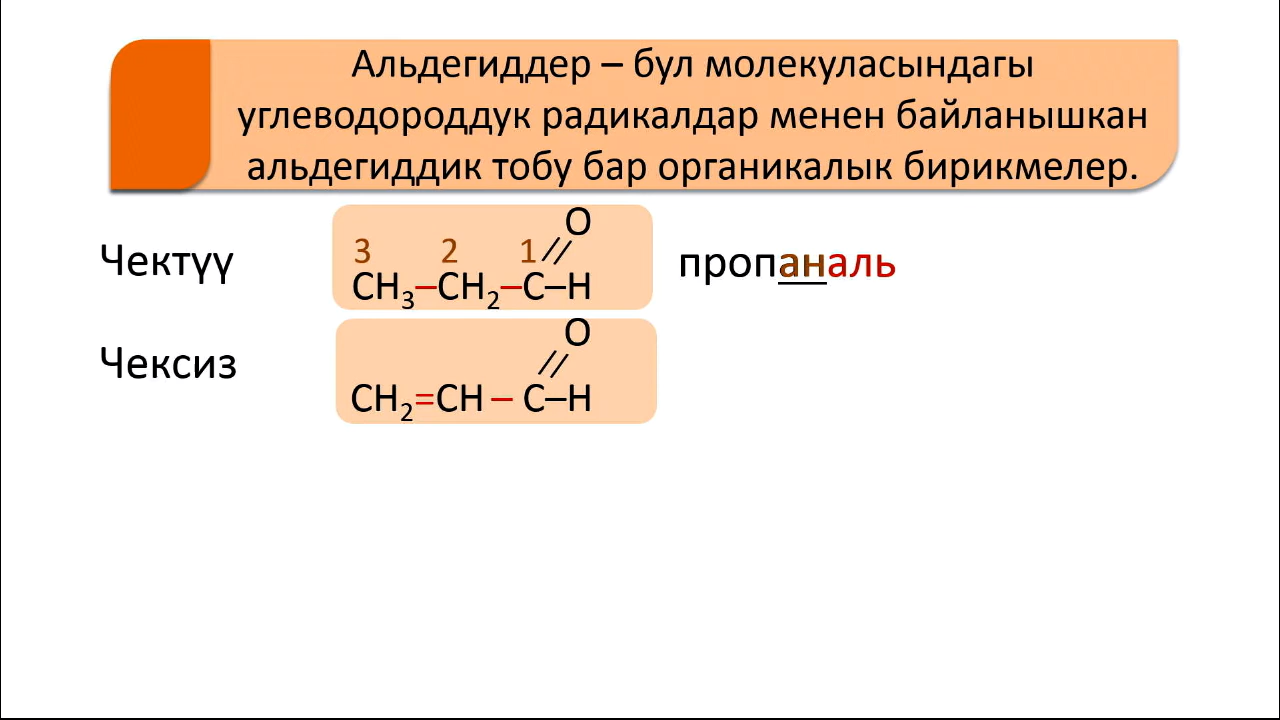 Альдегиддер – бул молекуласындагы
углеводороддук радикалдар менен байланышкан
альдегиддик тобу бар органикалык бирикмелер.
O
3 2 1
Чектүү CH₃–CH₂–C–H пропаналь
O
Чексиз CH₂=CH – C–H